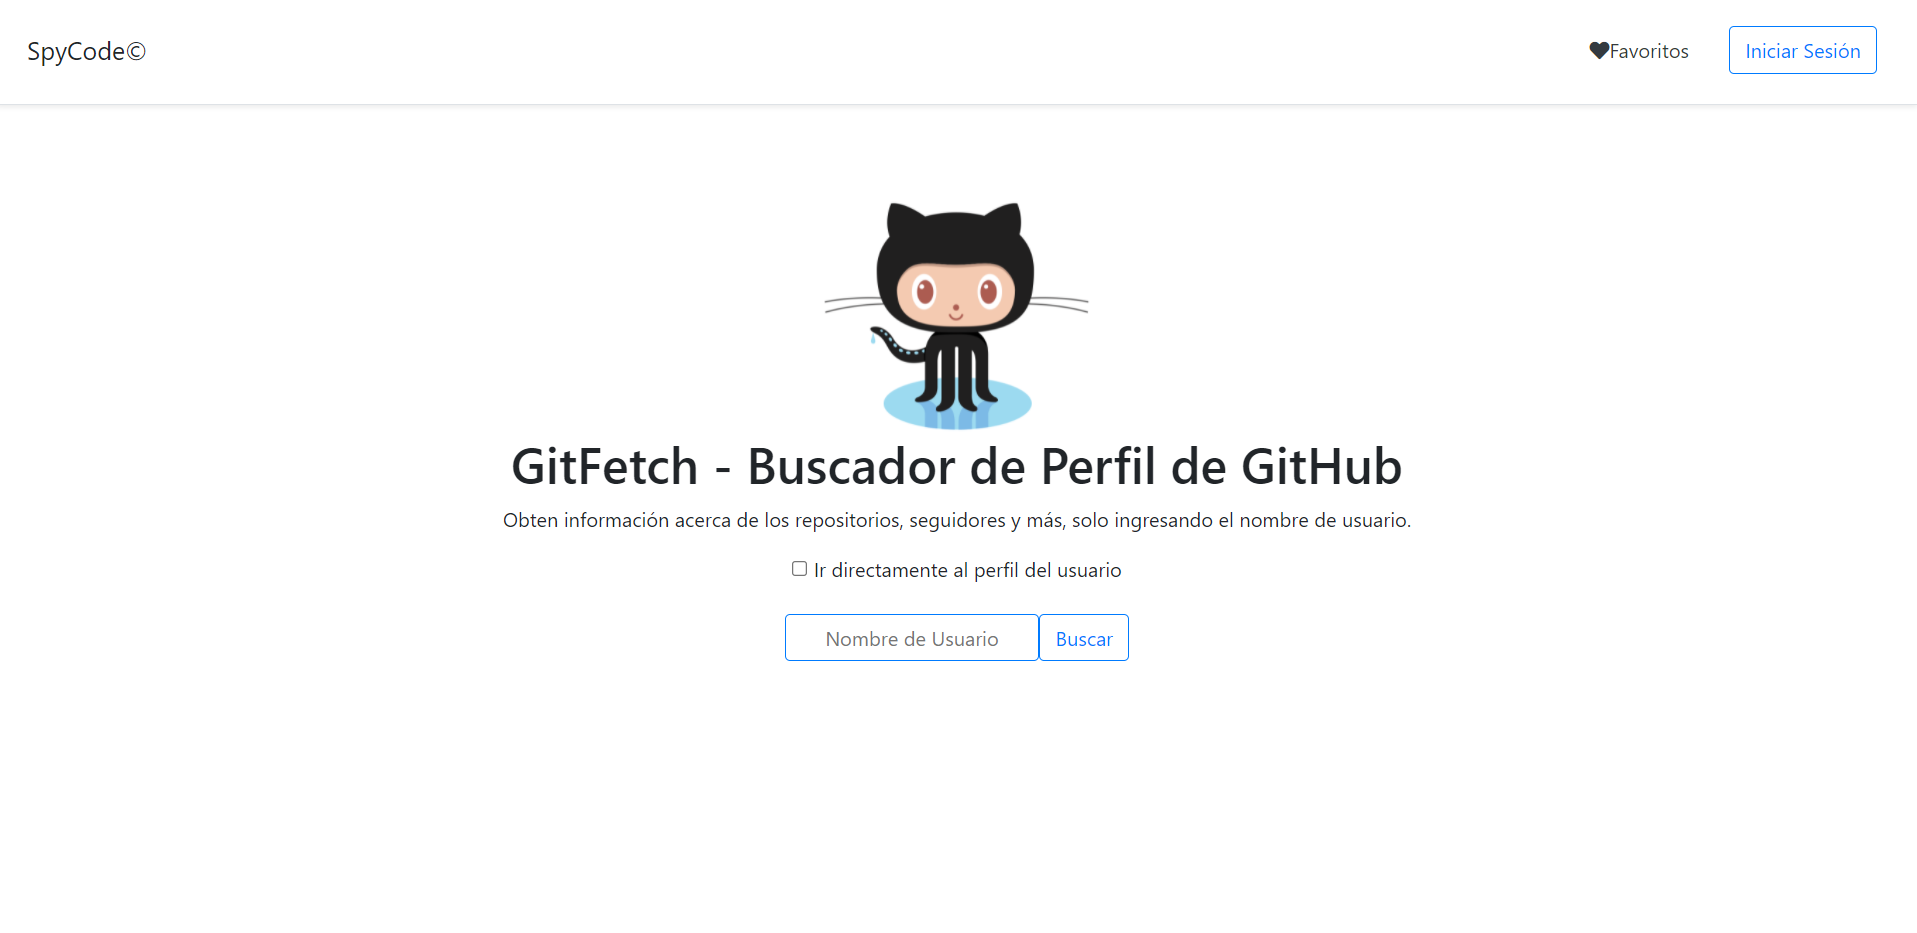 SpyCode©
Favoritos
Iniciar Sesión
GitFetch - Buscador de Perfil de GitHub
Obten información acerca de los repositorios, seguidores y más, solo ingresando el nombre de usuario.
Ir directamente al perfil del usuario
Nombre de Usuario
Buscar